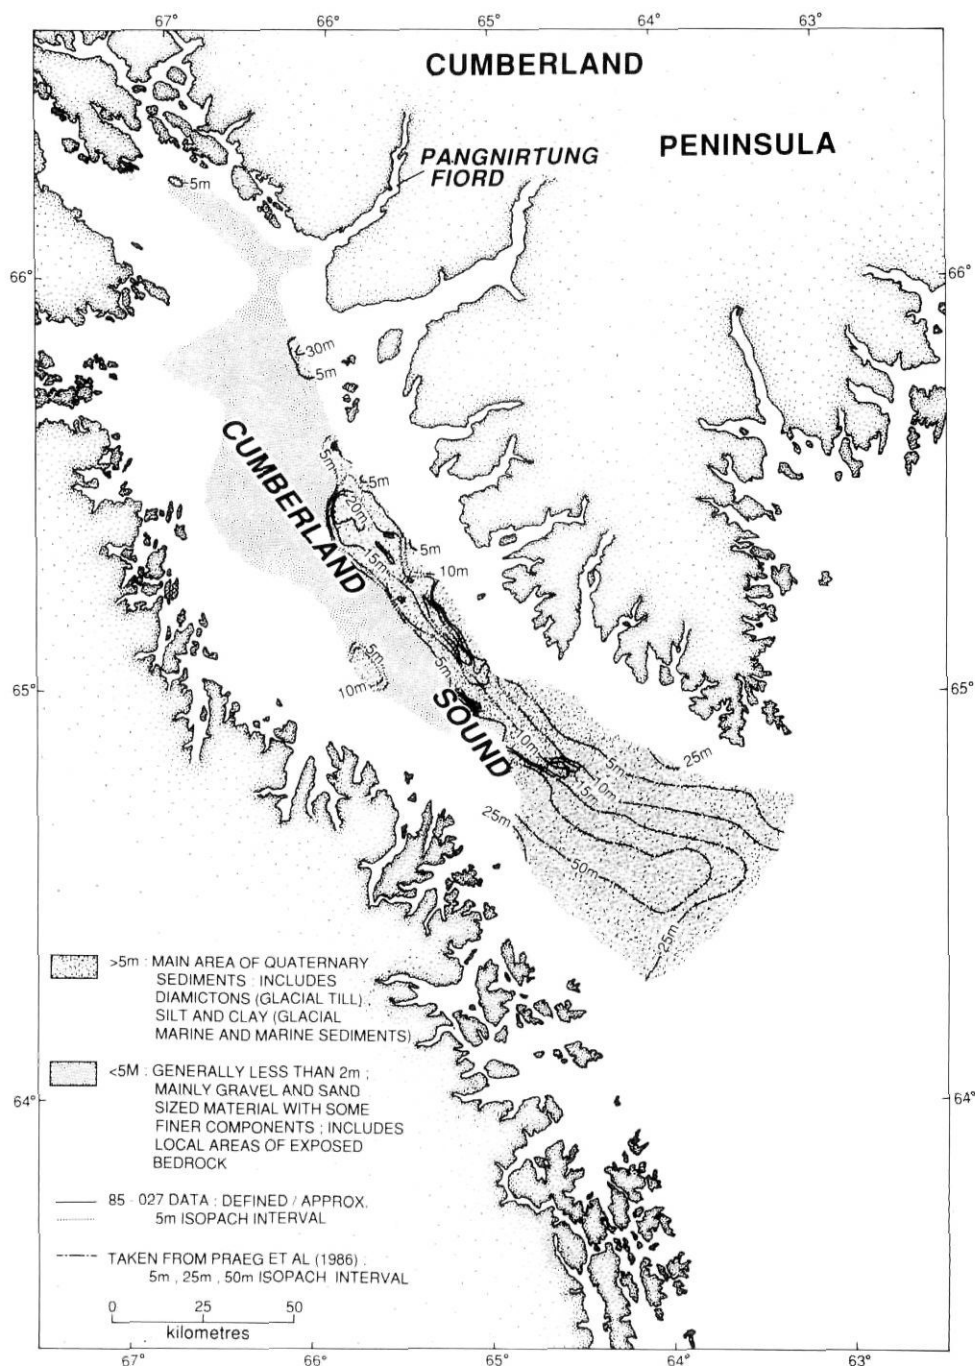 67° 66° 65° 64° 63°
CUMBERLAND
PENINSULA
PANGNIRTUNG
FIORD
5m
66° 66°
30m
5m
CUMBERLAND
SOUND
5m
5m
20m
5m
15m
10m
5m
5m
10m
65° 65°
10m
5m
25m
10m
15m
25m
50m
25m
>5m : MAIN AREA OF QUATERNARY
SEDIMENTS : INCLUDES
DIAMICTONS (GLACIAL TILL),
SILT AND CLAY (GLACIAL
MARINE AND MARINE SEDIMENTS)
<5M : GENERALLY LESS THAN 2m ;
MAINLY GRAVEL AND SAND
SIZED MATERIAL WITH SOME
FINER COMPONENTS ; INCLUDES
LOCAL AREAS OF EXPOSED
BEDROCK
64° 64°
85 - 027 DATA : DEFINED / APPROX.
5m ISOPACH INTERVAL
TAKEN FROM PRAEG ET AL (1986) :
5m , 25m , 50m ISOPACH INTERVAL
0 25 50
kilometres
67° 66° 65° 64° 63°